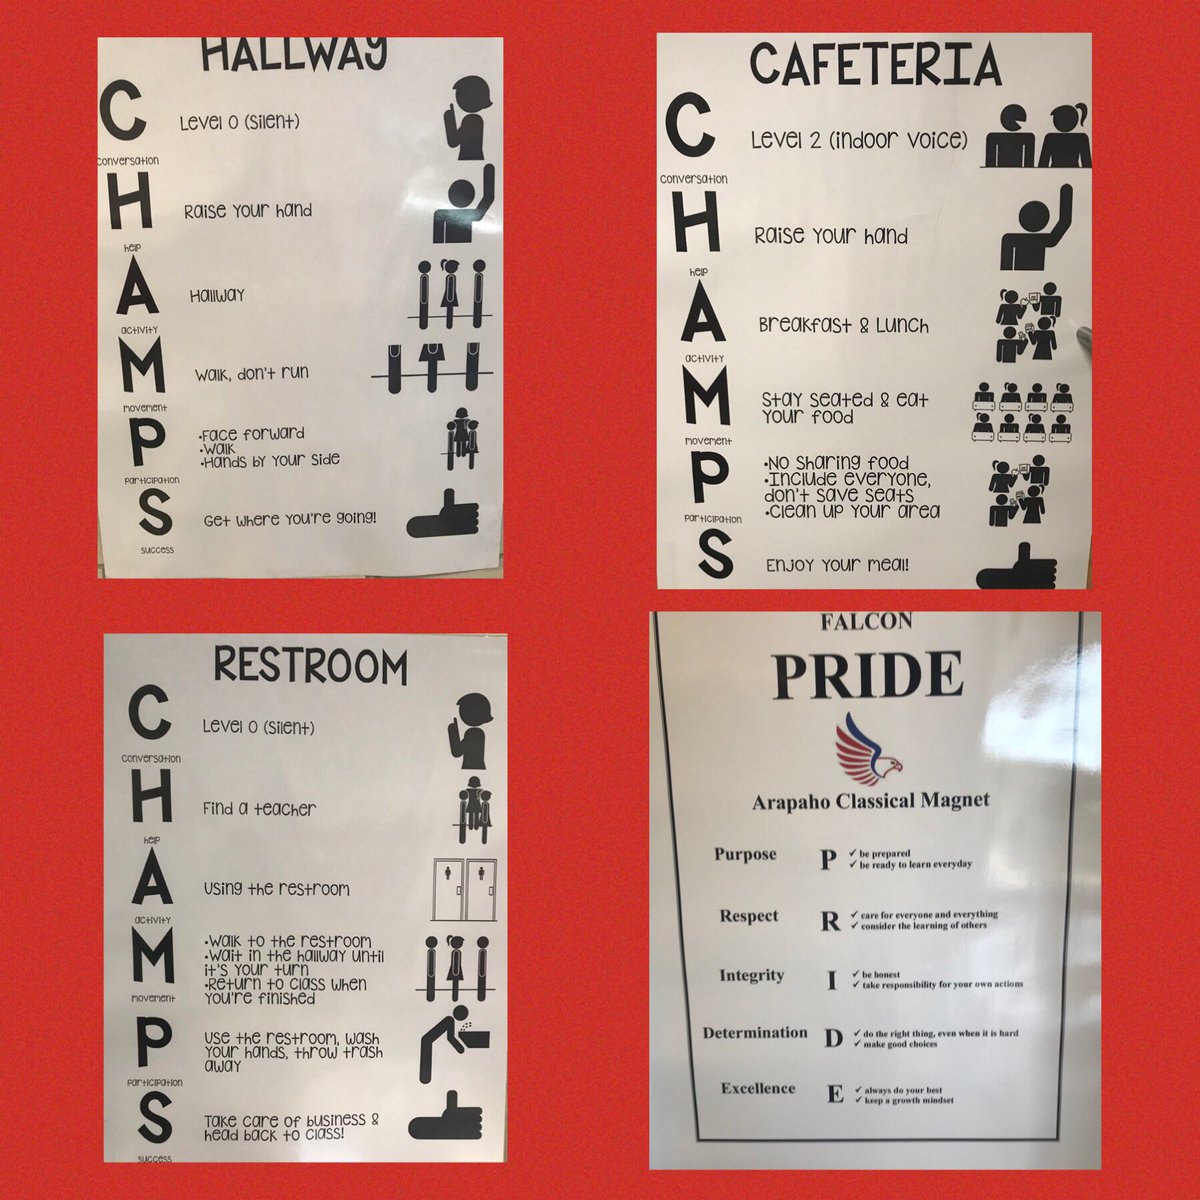 HALLWAY
C
Level 0 (silent)
conversation
H
Raise your hand
help
A
Hallway
activity
M
Walk, don't run
movement
P
•Face forward
•Walk
•Hands by your side
participation
S
Get where you're going!
success
CAFETERIA
C
Level 2 (indoor voice)
conversation
H
Raise your hand
help
A
Breakfast & Lunch
activity
M
Stay seated & eat
your food
movement
P
•No sharing food
•Include everyone,
don't save seats
•Clean up your area
participation
S
Enjoy your meal!
RESTROOM
C
Level 0 (silent)
conversation
H
Find a teacher
help
A
Using the restroom
activity
M
•Walk to the restroom
•Wait in the hallway until
it's your turn
•Return to class when
you're finished
movement
P
Use the restroom, wash
your hands, throw trash
away
participation
S
Take care of business &
head back to class!
success
FALCON
PRIDE
Arapaho Classical Magnet
Purpose P ✓ be prepared
✓ be ready to learn everyday
Respect R ✓ care for everyone and everything
✓ consider the learning of others
Integrity I ✓ be honest
✓ take responsibility for your own actions
Determination D ✓ do the right thing, even when it is hard
✓ make good choices
Excellence E ✓ always do your best
✓ keep a growth mindset